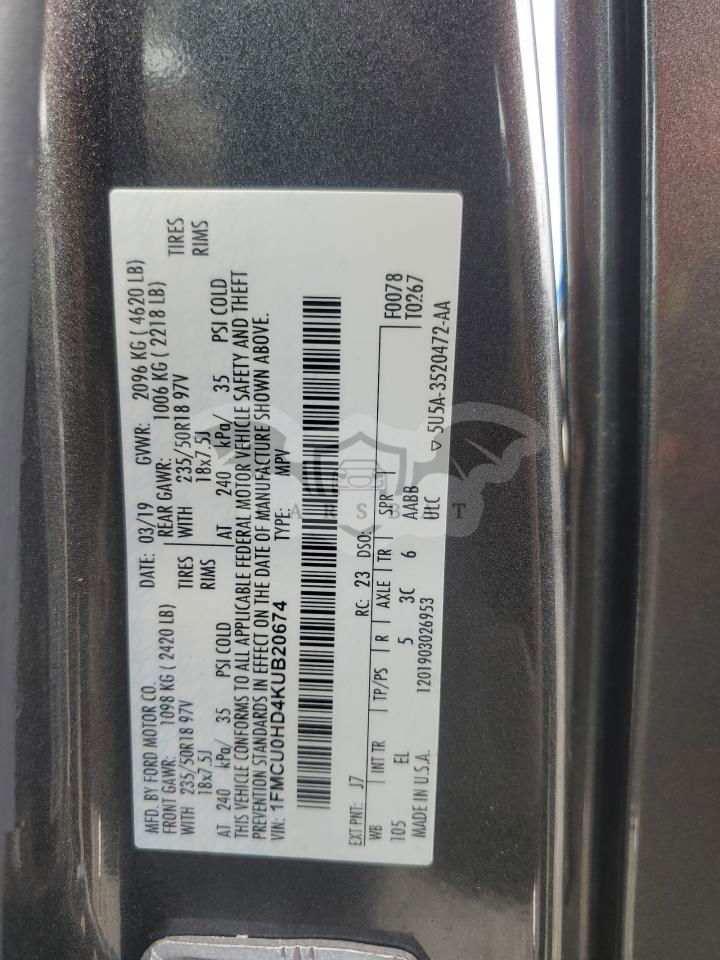 MFD. BY FORD MOTOR CO. DATE: 03/19 GVWR: 2096 KG ( 4620 LB)
FRONT GAWR: 1098 KG ( 2420 LB) REAR GAWR: 1006 KG ( 2218 LB)
WITH 235/50R18 97V TIRES WITH 235/50R18 97V TIRES
18x7.5J RIMS 18x7.5J RIMS
AT 240 kPa/ 35 PSI COLD AT 240 kPa/ 35 PSI COLD
THIS VEHICLE CONFORMS TO ALL APPLICABLE FEDERAL MOTOR VEHICLE SAFETY AND THEFT
PREVENTION STANDARDS IN EFFECT ON THE DATE OF MANUFACTURE SHOWN ABOVE.
VIN: 1FMCU0HD4KUB20674 TYPE: MPV
EXT PNT: J7 RC: 23 DSO: F0078
WB INT TR TP/PS R AXLE TR SPR T0267
105 EL 5 3C 6 AABB
MADE IN U.S.A. 1201903026953 ULC ▽ 5U5A-3520472-AA